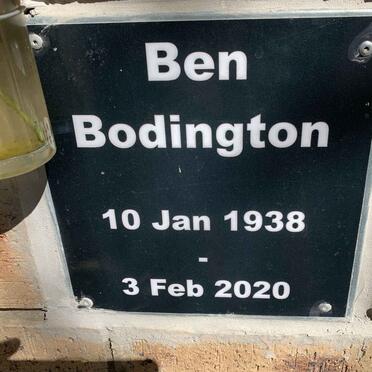 Ben
Bodington
10 Jan 1938
-
3 Feb 2020